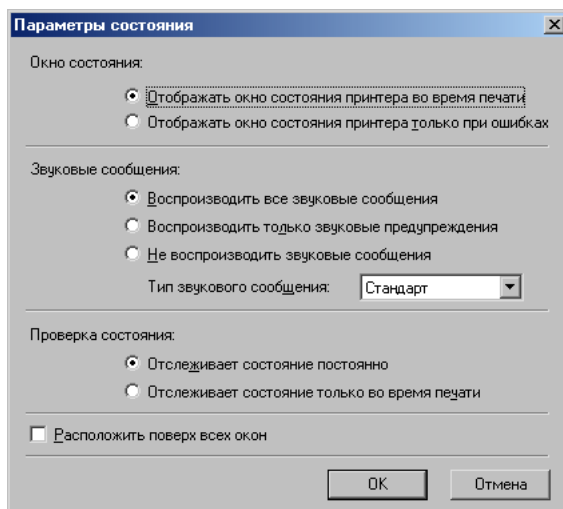 Параметры состояния
Окно состояния:
Отображать окно состояния принтера во время печати
Отображать окно состояния принтера только при ошибках
Звуковые сообщения:
Воспроизводить все звуковые сообщения
Воспроизводить только звуковые предупреждения
Не воспроизводить звуковые сообщения
Тип звукового сообщения: Стандарт
Проверка состояния:
Отслеживает состояние постоянно
Отслеживает состояние только во время печати
Расположить поверх всех окон
OK Отмена